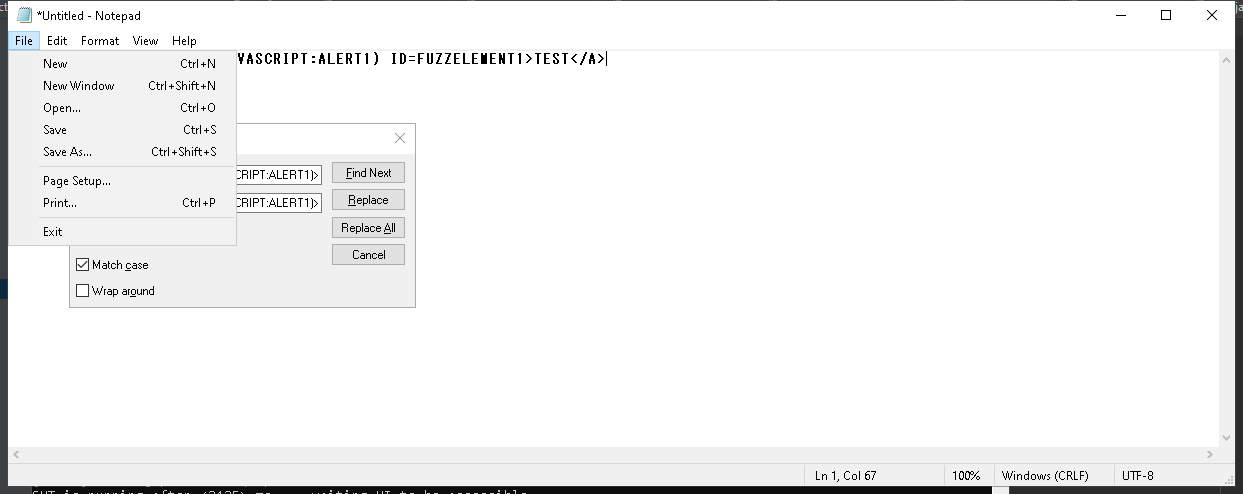 *Untitled - Notepad
File Edit Format View Help
VASCRIPT:ALERT1) ID=FUZZELEMENT1>TEST</A>
New Ctrl+N
New Window Ctrl+Shift+N
Open... Ctrl+O
Save Ctrl+S
Save As... Ctrl+Shift+S
Page Setup... 
Print... Ctrl+P
Exit
CRIPT:ALERT1)>
CRIPT:ALERT1)>
Find Next
Replace
Replace All
Cancel
Match case
Wrap around
Ln 1, Col 67 100% Windows (CRLF) UTF-8